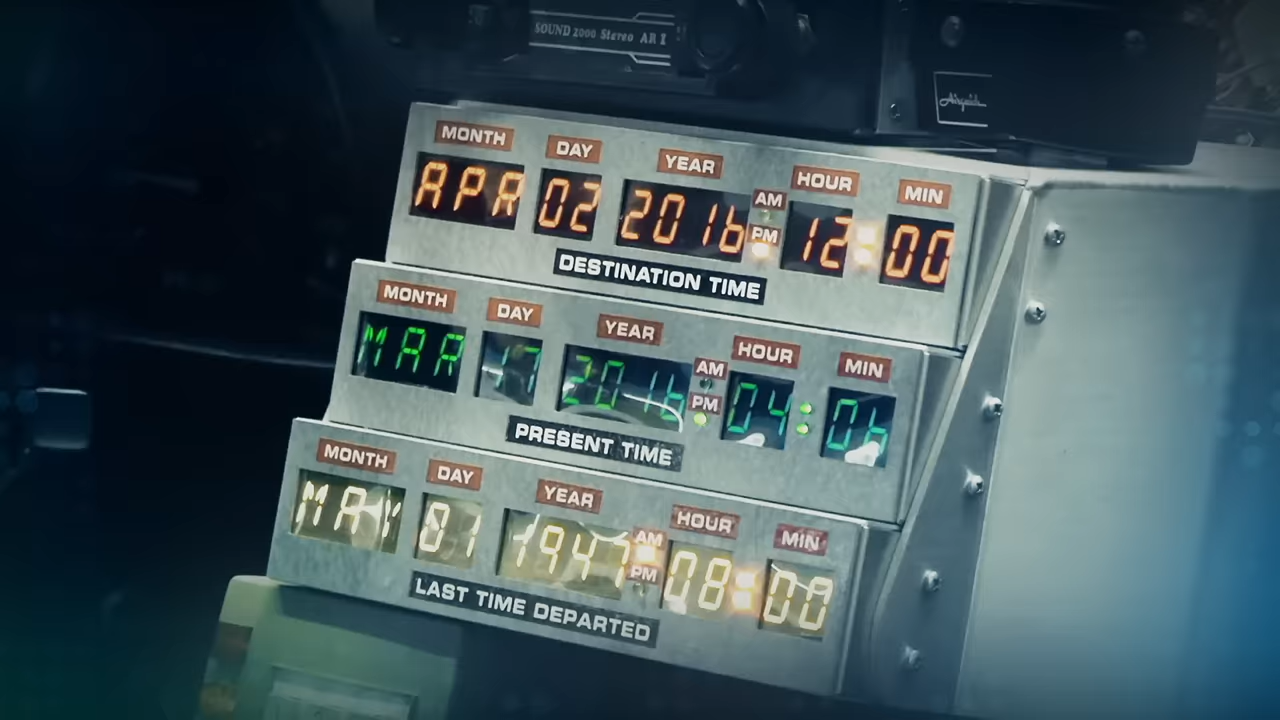 SOUND 2000 Stereo AR II
MONTH DAY YEAR HOUR MIN
APR 02 2016 AM PM 12:00
DESTINATION TIME
MONTH DAY YEAR HOUR MIN
MAR 17 2016 AM PM 04:06
PRESENT TIME
MONTH DAY YEAR HOUR MIN
MAY 01 1947 AM PM 08:00
LAST TIME DEPARTED